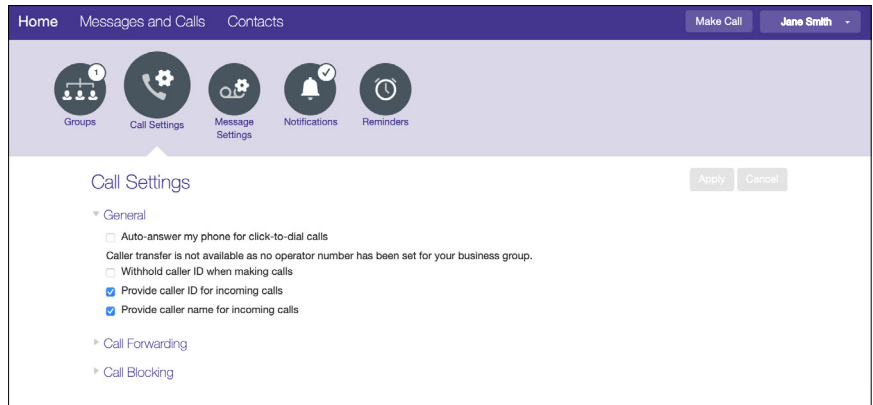 Home Messages and Calls Contacts Make Call Jane Smith
1
Groups
Call Settings
Message
Settings
Notifications
Reminders
Call Settings
Apply Cancel
General
Auto-answer my phone for click-to-dial calls
Caller transfer is not available as no operator number has been set for your business group.
Withhold caller ID when making calls
Provide caller ID for incoming calls
Provide caller name for incoming calls
Call Forwarding
Call Blocking